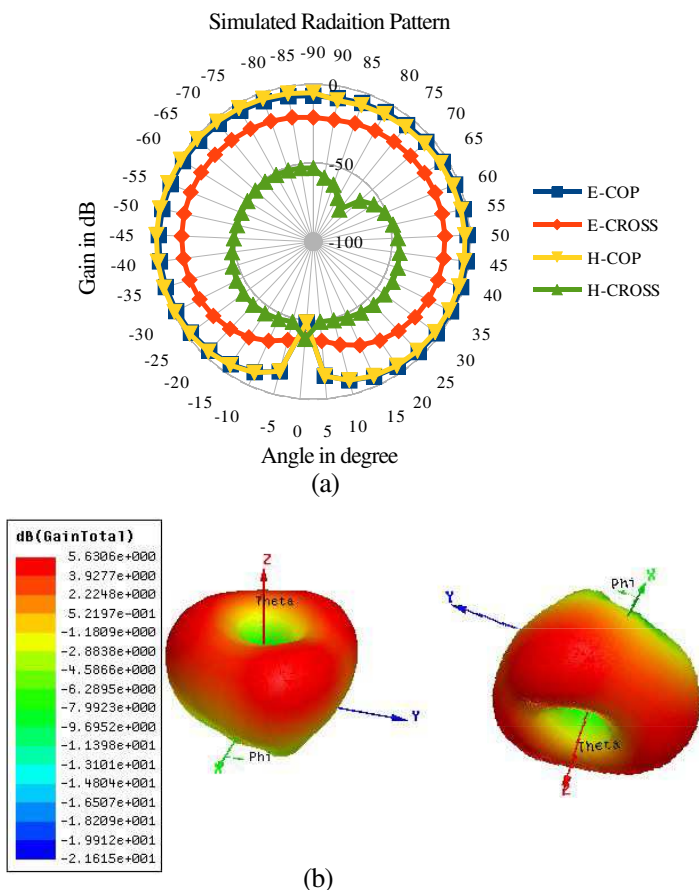 Simulated Radaition Pattern
-90
-85 90
-80 85
-75 80
-70 75
-65 70
-60 65
-55 60
-50 55
-45 50
-40 45
-35 40
-30 35
-25 30
-20 25
-15 20
-10 15
-5 10
0 5
0
-50
-100
Gain in dB
Angle in degree
E-COP
E-CROSS
H-COP
H-CROSS
(a)
dB(GainTotal)
5.6306e+000
3.9277e+000
2.2248e+000
5.2197e-001
-1.1809e+000
-2.8838e+000
-4.5866e+000
-6.2895e+000
-7.9923e+000
-9.6952e+000
-1.1398e+001
-1.3101e+001
-1.4804e+001
-1.6507e+001
-1.8209e+001
-1.9912e+001
-2.1615e+001
Z
Theta
Y
X
Phi
Phi
X
Y
Theta
Z
(b)